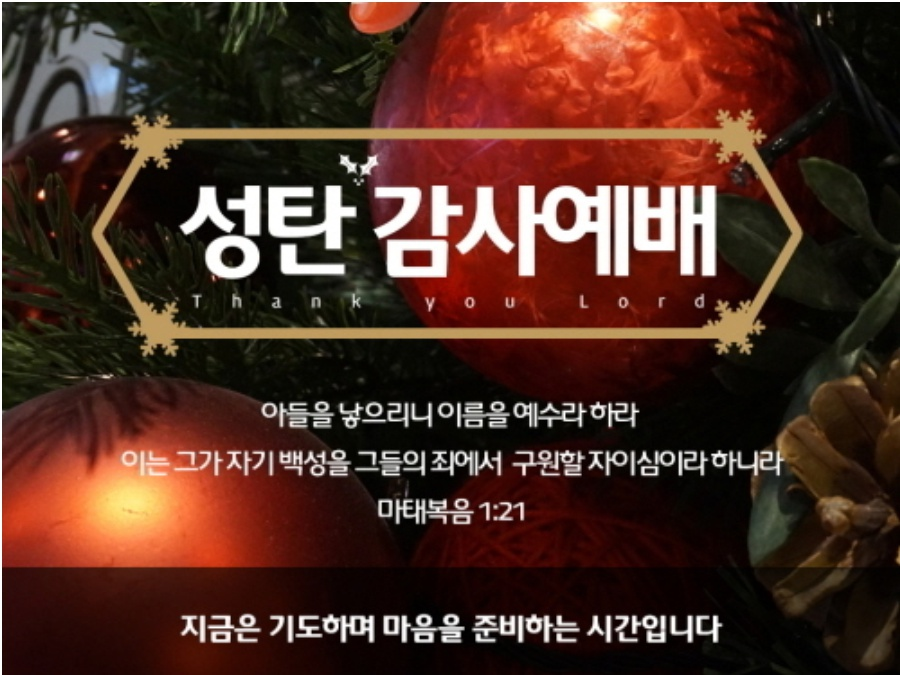 성탄 감사예배
Thank you Lord
아들을 낳으리니 이름을 예수라 하라
이는 그가 자기 백성을 그들의 죄에서 구원할 자이심이라 하니라
마태복음 1:21
지금은 기도하며 마음을 준비하는 시간입니다